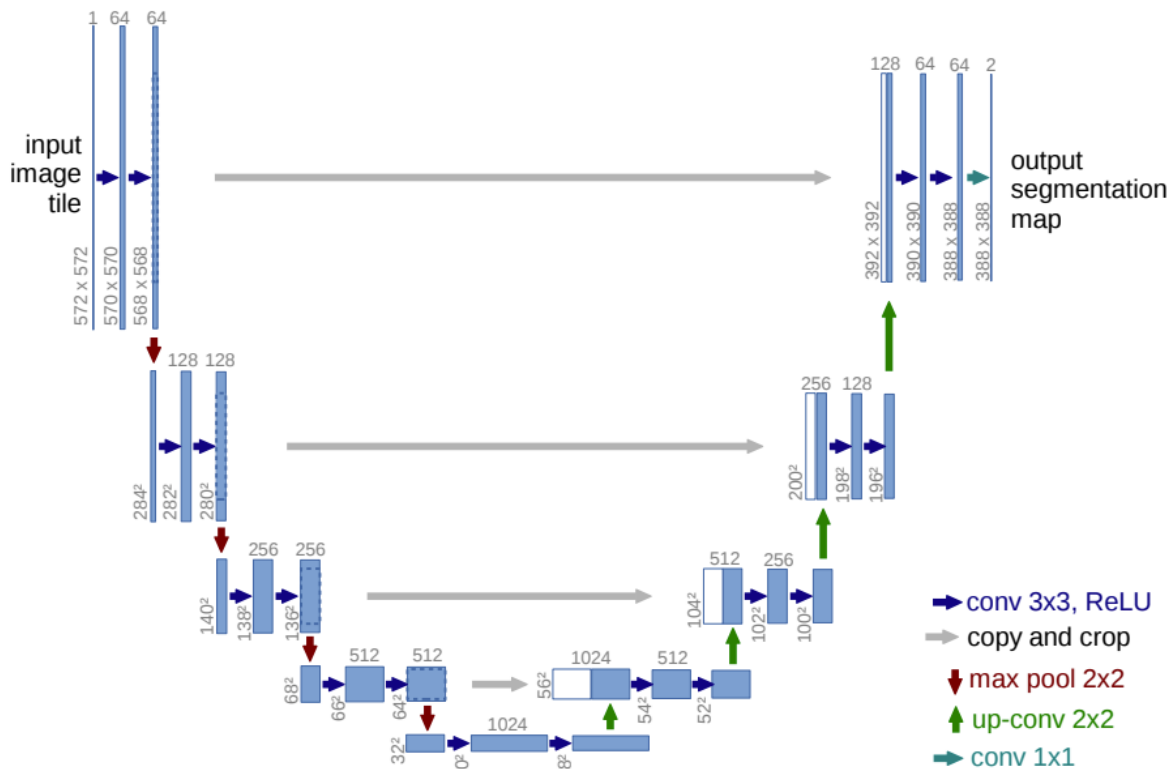 1 64 64
input
image
tile
572 x 572
570 x 570
568 x 568
128 64 64 2
output
segmentation
map
392 x 392
390 x 390
388 x 388
388 x 388
128 128
284²
282²
280²
256 128
200²
198²
196²
256 256
140²
138²
136²
512 256
104²
102²
100²
512 512
68²
66²
64²
1024 512
56²
54²
52²
1024
32²
0²
8²
conv 3x3, ReLU
copy and crop
max pool 2x2
up-conv 2x2
conv 1x1